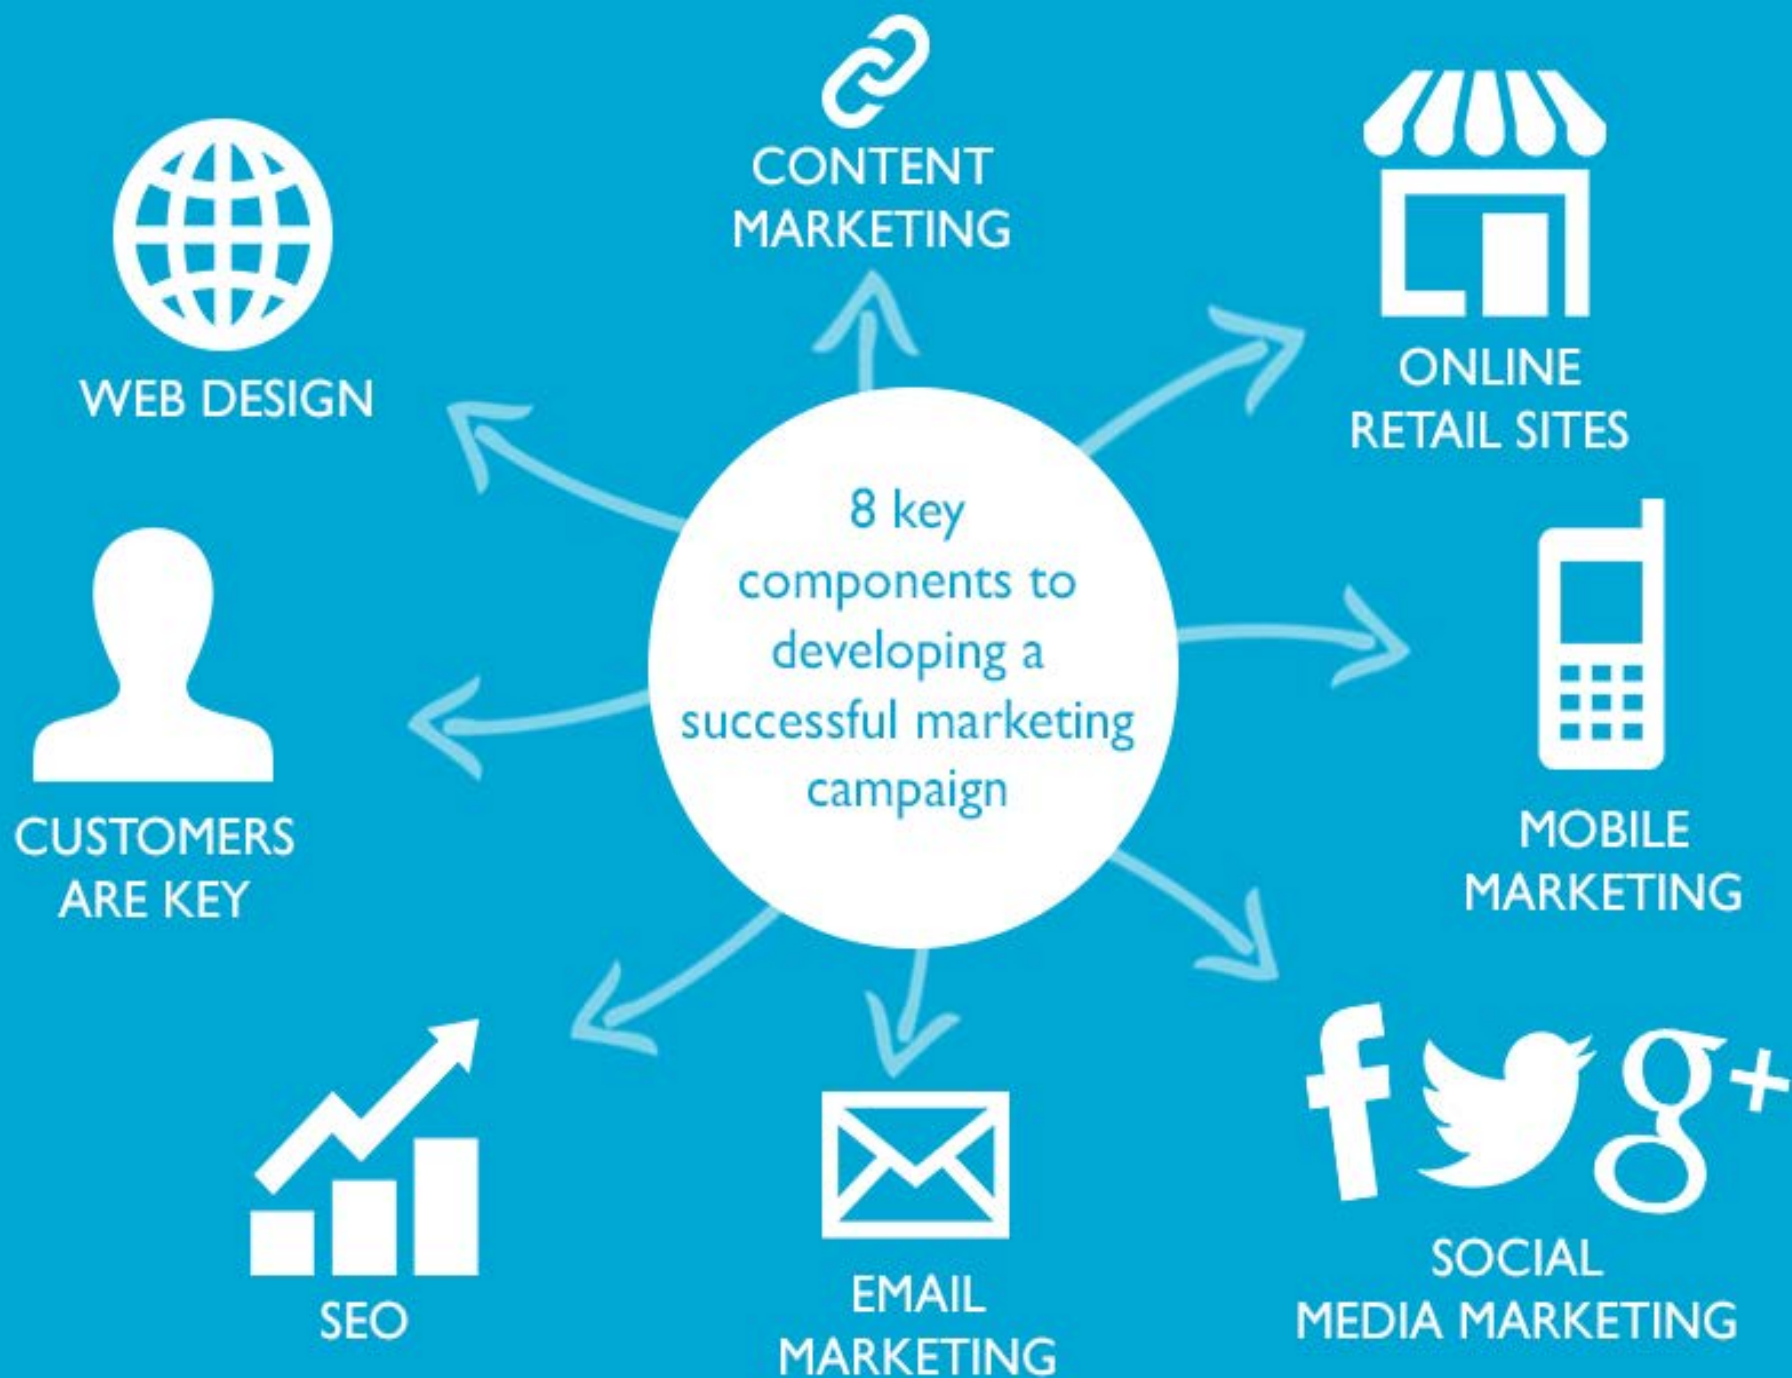 CONTENT
MARKETING
ONLINE
RETAIL SITES
WEB DESIGN
8 key
components to
developing a
successful marketing
campaign
MOBILE
MARKETING
CUSTOMERS
ARE KEY
f g+
SOCIAL
MEDIA MARKETING
EMAIL
MARKETING
SEO